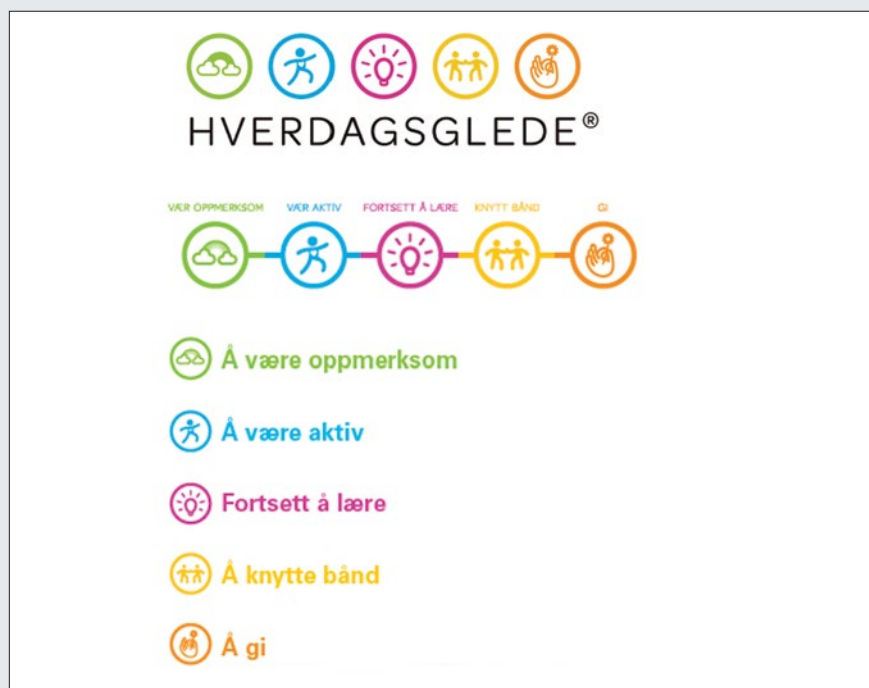 HVERDAGSGLEDE®
VÆR OPPMERKSOM VÆR AKTIV FORTSETT Å LÆRE KNYTT BÅND GI
Å være oppmerksom
Å være aktiv
Fortsett å lære
Å knytte bånd
Å gi